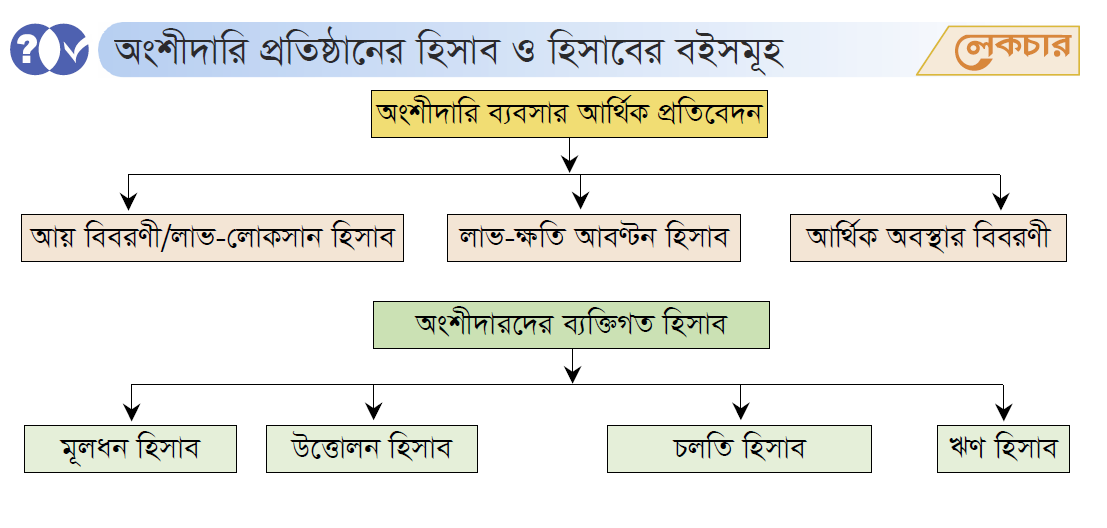 ?
অংশীদারি প্রতিষ্ঠানের হিসাব ও হিসাবের বইসমূহ
লেকচার
অংশীদারি ব্যবসার আর্থিক প্রতিবেদন
আয় বিবরণী/লাভ-লোকসান হিসাব
লাভ-ক্ষতি আবণ্টন হিসাব
আর্থিক অবস্থার বিবরণী
অংশীদারদের ব্যক্তিগত হিসাব
মূলধন হিসাব
উত্তোলন হিসাব
চলতি হিসাব
ঋণ হিসাব